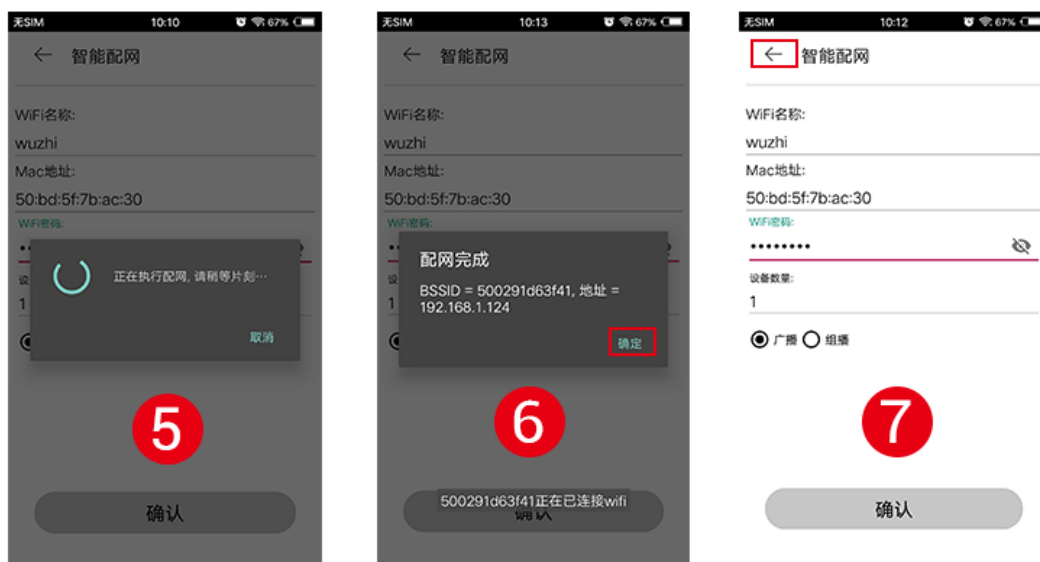 无SIM 10:10 67%
智能配网
WiFi名称:
wuzhi
Mac地址:
50:bd:5f:7b:ac:30
WiFi密码:
正在执行配网, 请稍等片刻…
设
1
取消
5
确认
无SIM 10:13 67%
智能配网
WiFi名称:
wuzhi
Mac地址:
50:bd:5f:7b:ac:30
WiFi密码:
配网完成
BSSID = 500291d63f41, 地址 =
192.168.1.124
设
1
确定
6
500291d63f41正在已连接wifi
确认
无SIM 10:12 67%
智能配网
WiFi名称:
wuzhi
Mac地址:
50:bd:5f:7b:ac:30
WiFi密码:
••••••••
设备数量:
1
广播 组播
7
确认